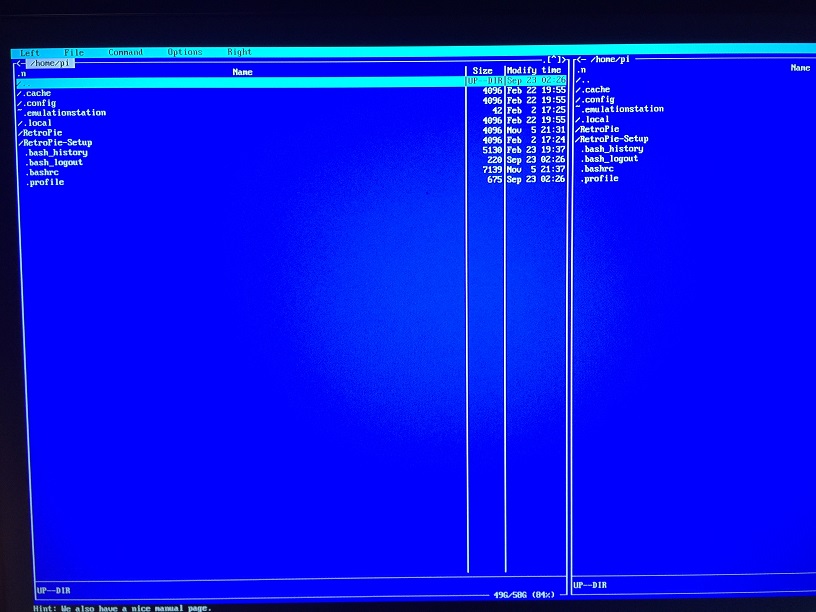 Left File Command Options Right
<— /home/pi .[^]> <— /home/pi
.n Name Size Modify time .n Name
/.. UP--DIR Sep 23 02:26 /..
/.cache 4096 Feb 22 19:55 /.cache
/.config 4096 Feb 22 19:55 /.config
~.emulationstation 42 Feb 2 17:25 ~.emulationstation
/.local 4096 Feb 22 19:55 /.local
/RetroPie 4096 Nov 5 21:31 /RetroPie
/RetroPie-Setup 4096 Feb 2 17:24 /RetroPie-Setup
.bash_history 5130 Feb 23 19:37 .bash_history
.bash_logout 220 Sep 23 02:26 .bash_logout
.bashrc 7139 Nov 5 21:37 .bashrc
.profile 675 Sep 23 02:26 .profile
UP--DIR UP--DIR
49G/58G (84%)
Hint: We also have a nice manual page.